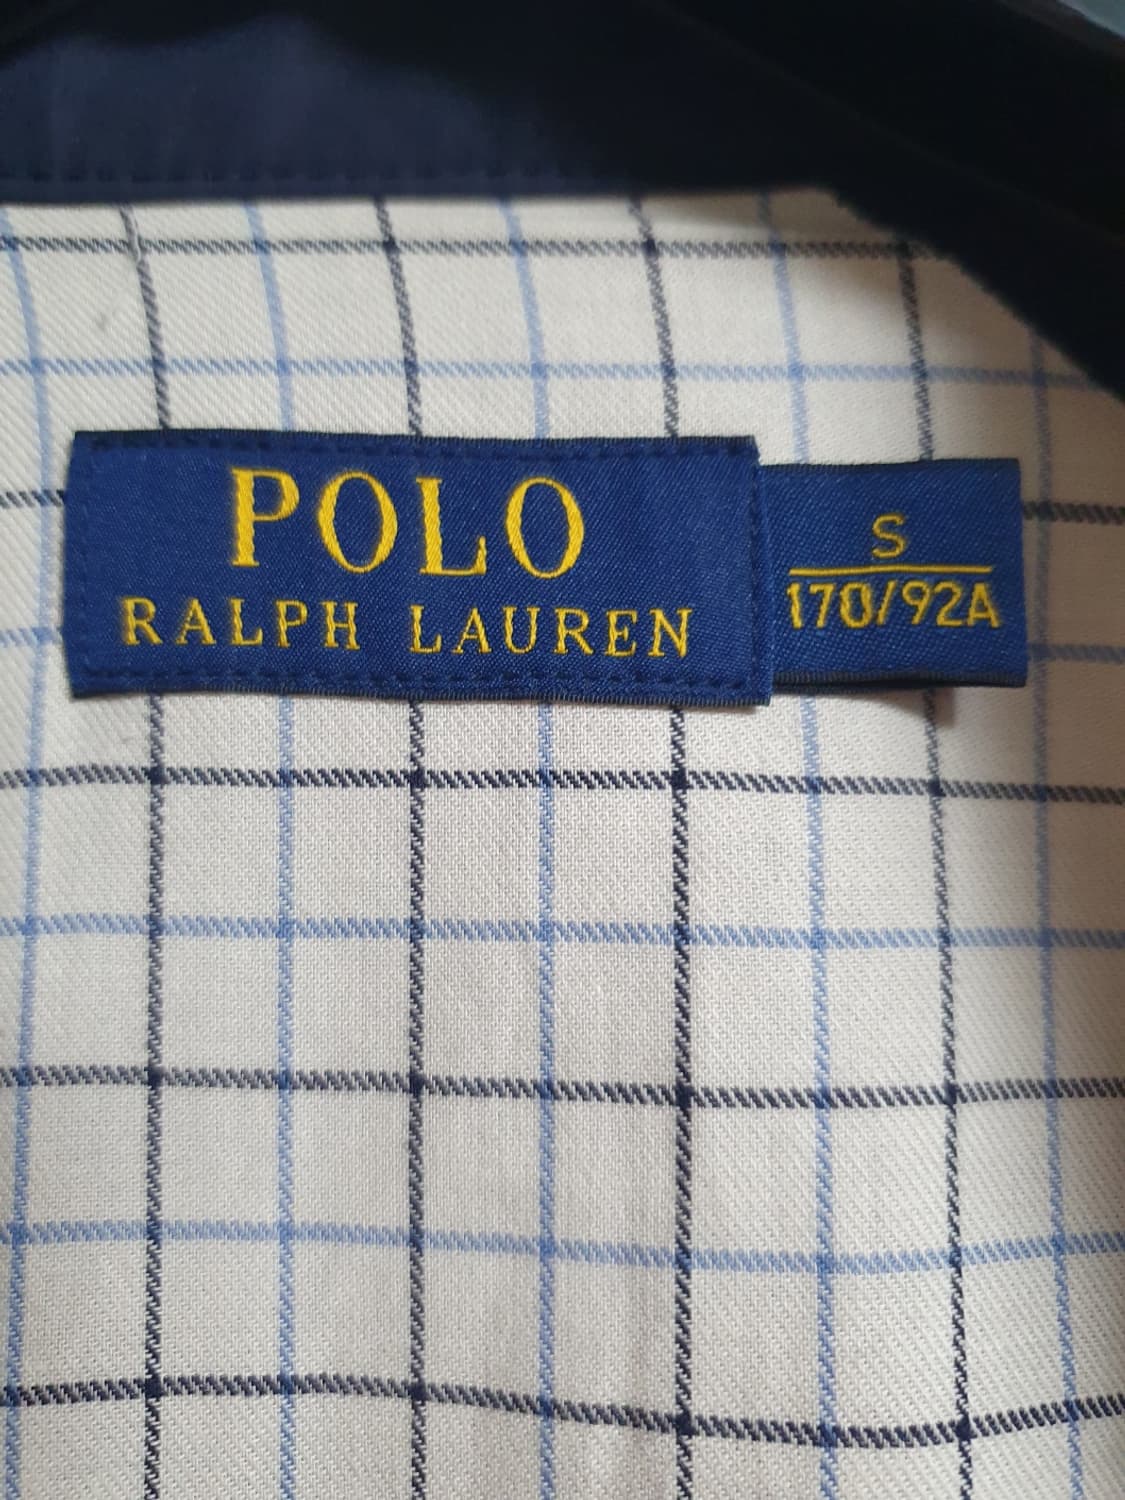 POLO
RALPH LAUREN
S
170/92A